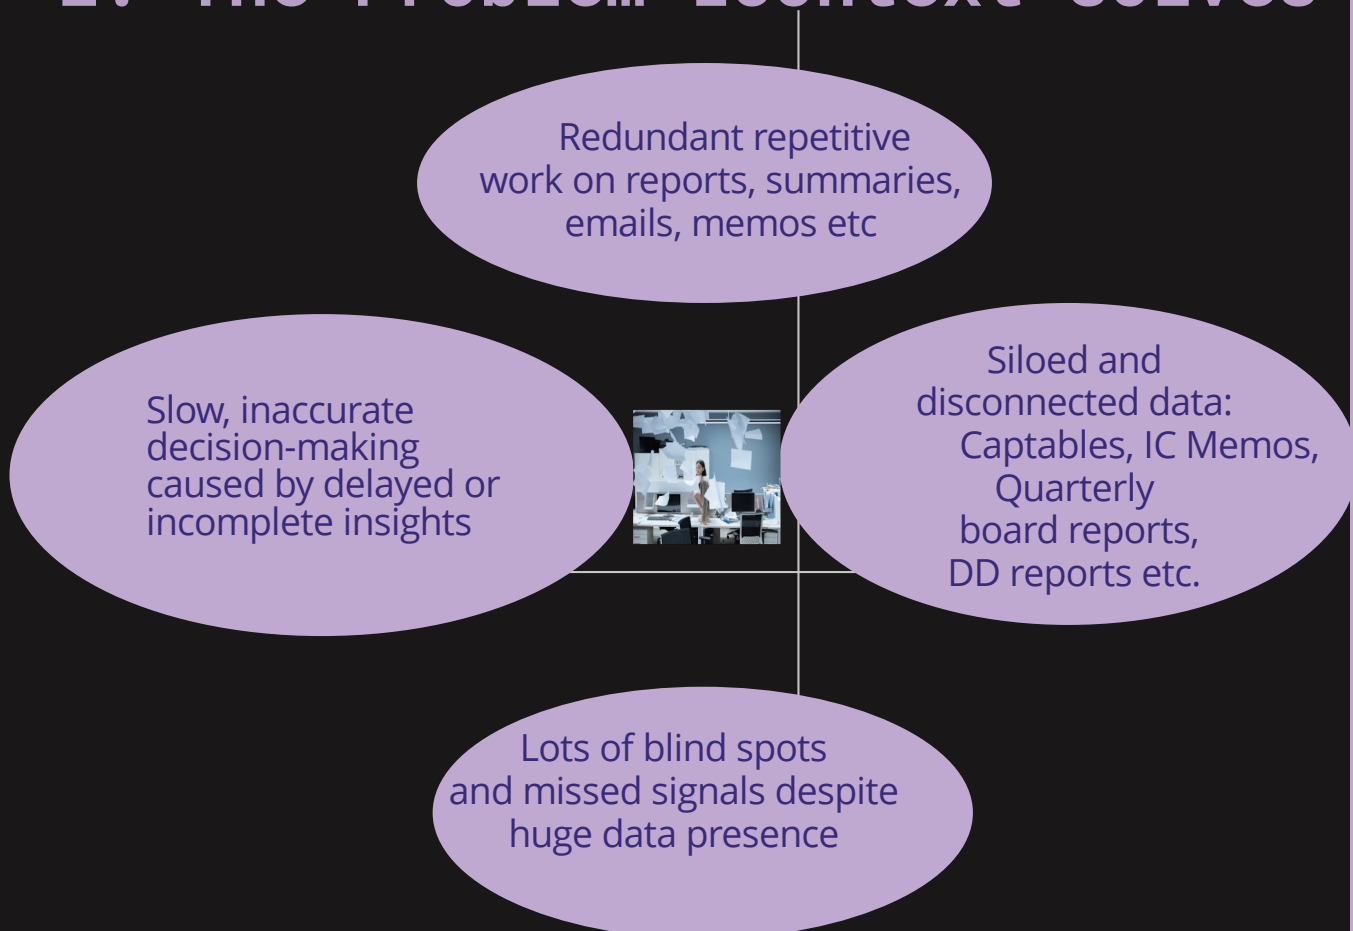 The Problem
Redundant repetitive
work on reports, summaries,
emails, memos etc
Slow, inaccurate
decision-making
caused by delayed or
incomplete insights
Siloed and
disconnected data:
Captables, IC Memos,
Quarterly
board reports,
DD reports etc.
Lots of blind spots
and missed signals despite
huge data presence